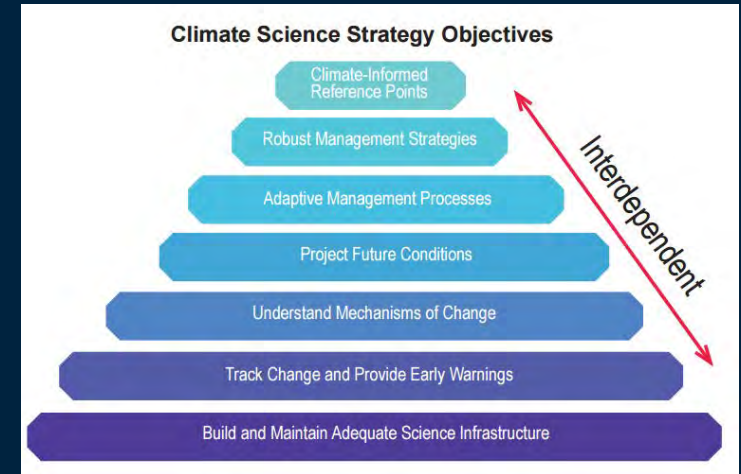 Climate Science Strategy Objectives
Climate-Informed
Reference Points
Robust Management Strategies
Adaptive Management Processes
Project Future Conditions
Understand Mechanisms of Change
Track Change and Provide Early Warnings
Build and Maintain Adequate Science Infrastructure
Interdependent